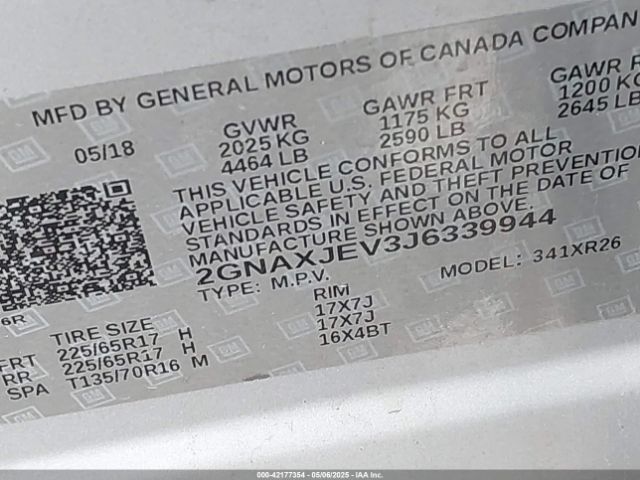 MFD BY GENERAL MOTORS OF CANADA COMPAN
05/18 GVWR GAWR FRT GAWR R
2025 KG 1175 KG 1200 KG
4464 LB 2590 LB 2645 LB
THIS VEHICLE CONFORMS TO ALL
APPLICABLE U.S. FEDERAL MOTOR
VEHICLE SAFETY AND THEFT PREVENTION
STANDARDS IN EFFECT ON THE DATE OF
MANUFACTURE SHOWN ABOVE.
2GNAXJEV3J6339944
TYPE: M.P.V. MODEL: 341XR26
6R
TIRE SIZE RIM
FRT 225/65R17 H 17X7J
RR 225/65R17 H 17X7J
SPA T135/70R16 M 16X4BT
GM
000-42177354 - 05/06/2025 - IAA Inc.